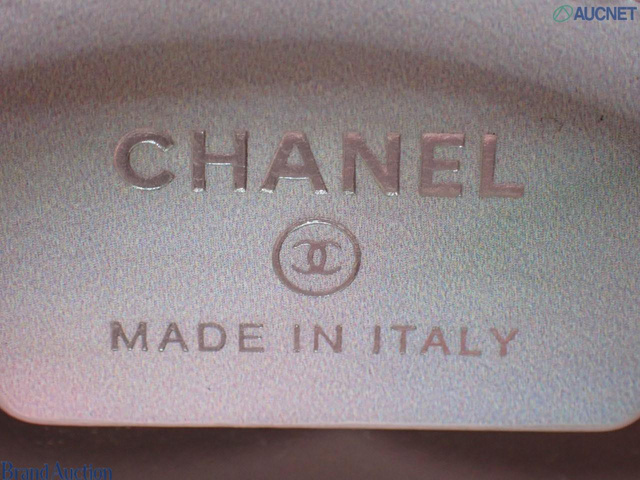 AUCNET
CHANEL
MADE IN ITALY
Brand Auction